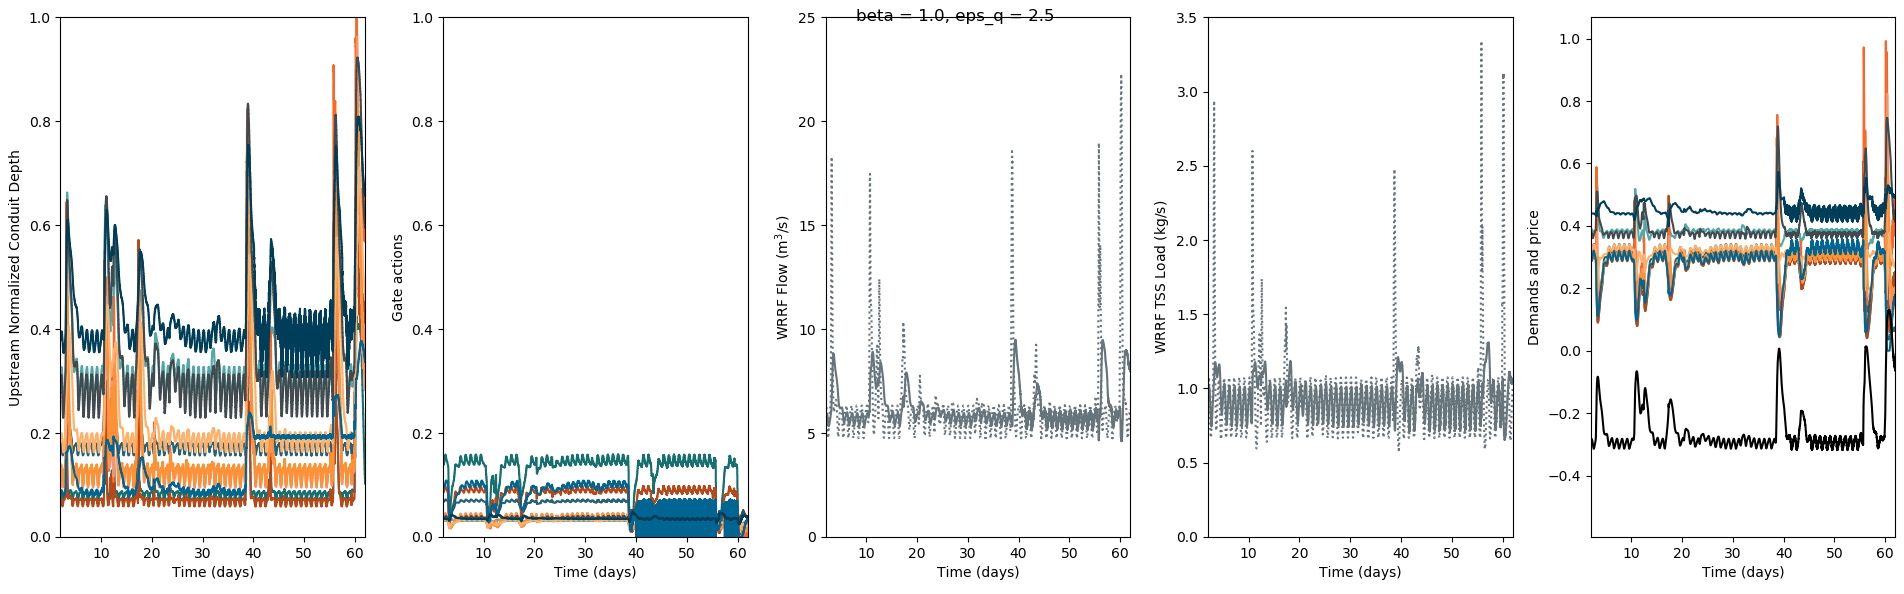 beta = 1.0, eps_q = 2.5
Upstream Normalized Conduit Depth
1.0
0.8
0.6
0.4
0.2
0.0
10 20 30 40 50 60
Time (days)
Gate actions
1.0
0.8
0.6
0.4
0.2
0.0
10 20 30 40 50 60
Time (days)
WRRF Flow (m³/s)
25
20
15
10
5
0
10 20 30 40 50 60
Time (days)
WRRF TSS Load (kg/s)
3.5
3.0
2.5
2.0
1.5
1.0
0.5
0.0
10 20 30 40 50 60
Time (days)
Demands and price
1.0
0.8
0.6
0.4
0.2
0.0
−0.2
−0.4
10 20 30 40 50 60
Time (days)